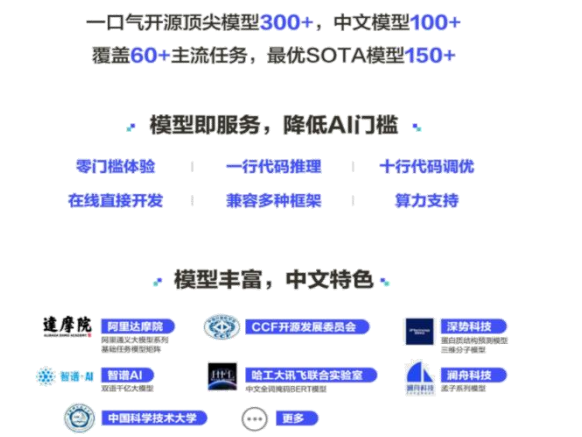 一口气开源顶尖模型300+，中文模型100+
覆盖60+主流任务，最优SOTA模型150+
模型即服务，降低AI门槛
零门槛体验 | 一行代码推理 | 十行代码调优
在线直接开发 | 兼容多种框架 | 算力支持
模型丰富，中文特色
達摩院 阿里达摩院 CCF开源发展委员会 深势科技
ALIBABA DAMO ACADEMY 阿里通义大模型系列 蛋白质结构预测模型
基础任务模型矩阵 三维分子模型
智谱·AI 智谱AI 哈工大讯飞联合实验室 澜舟科技
双语千亿大模型 中文全词掩码BERT模型 澜舟科技 孟子系列模型
中国科学技术大学 更多